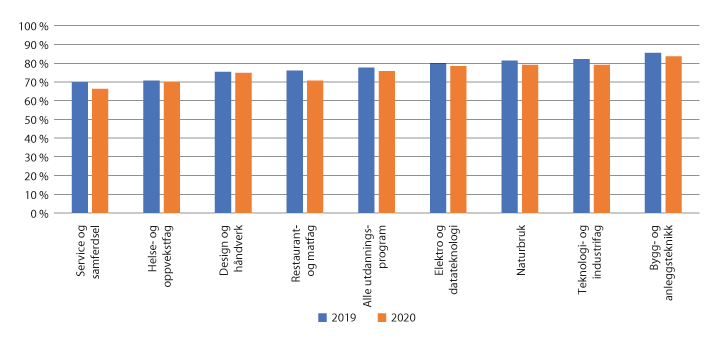 100 %
90 %
80 %
70 %
60 %
50 %
40 %
30 %
20 %
10 %
0 %
Service og
samferdsel
Helse- og
oppvekstfag
Design og
håndverk
Restaurant-
og matfag
Alle utdannings-
program
Elektro og
datateknologi
Naturbruk
Teknologi- og
industrifag
Bygg- og
anleggsteknikk
2019
2020